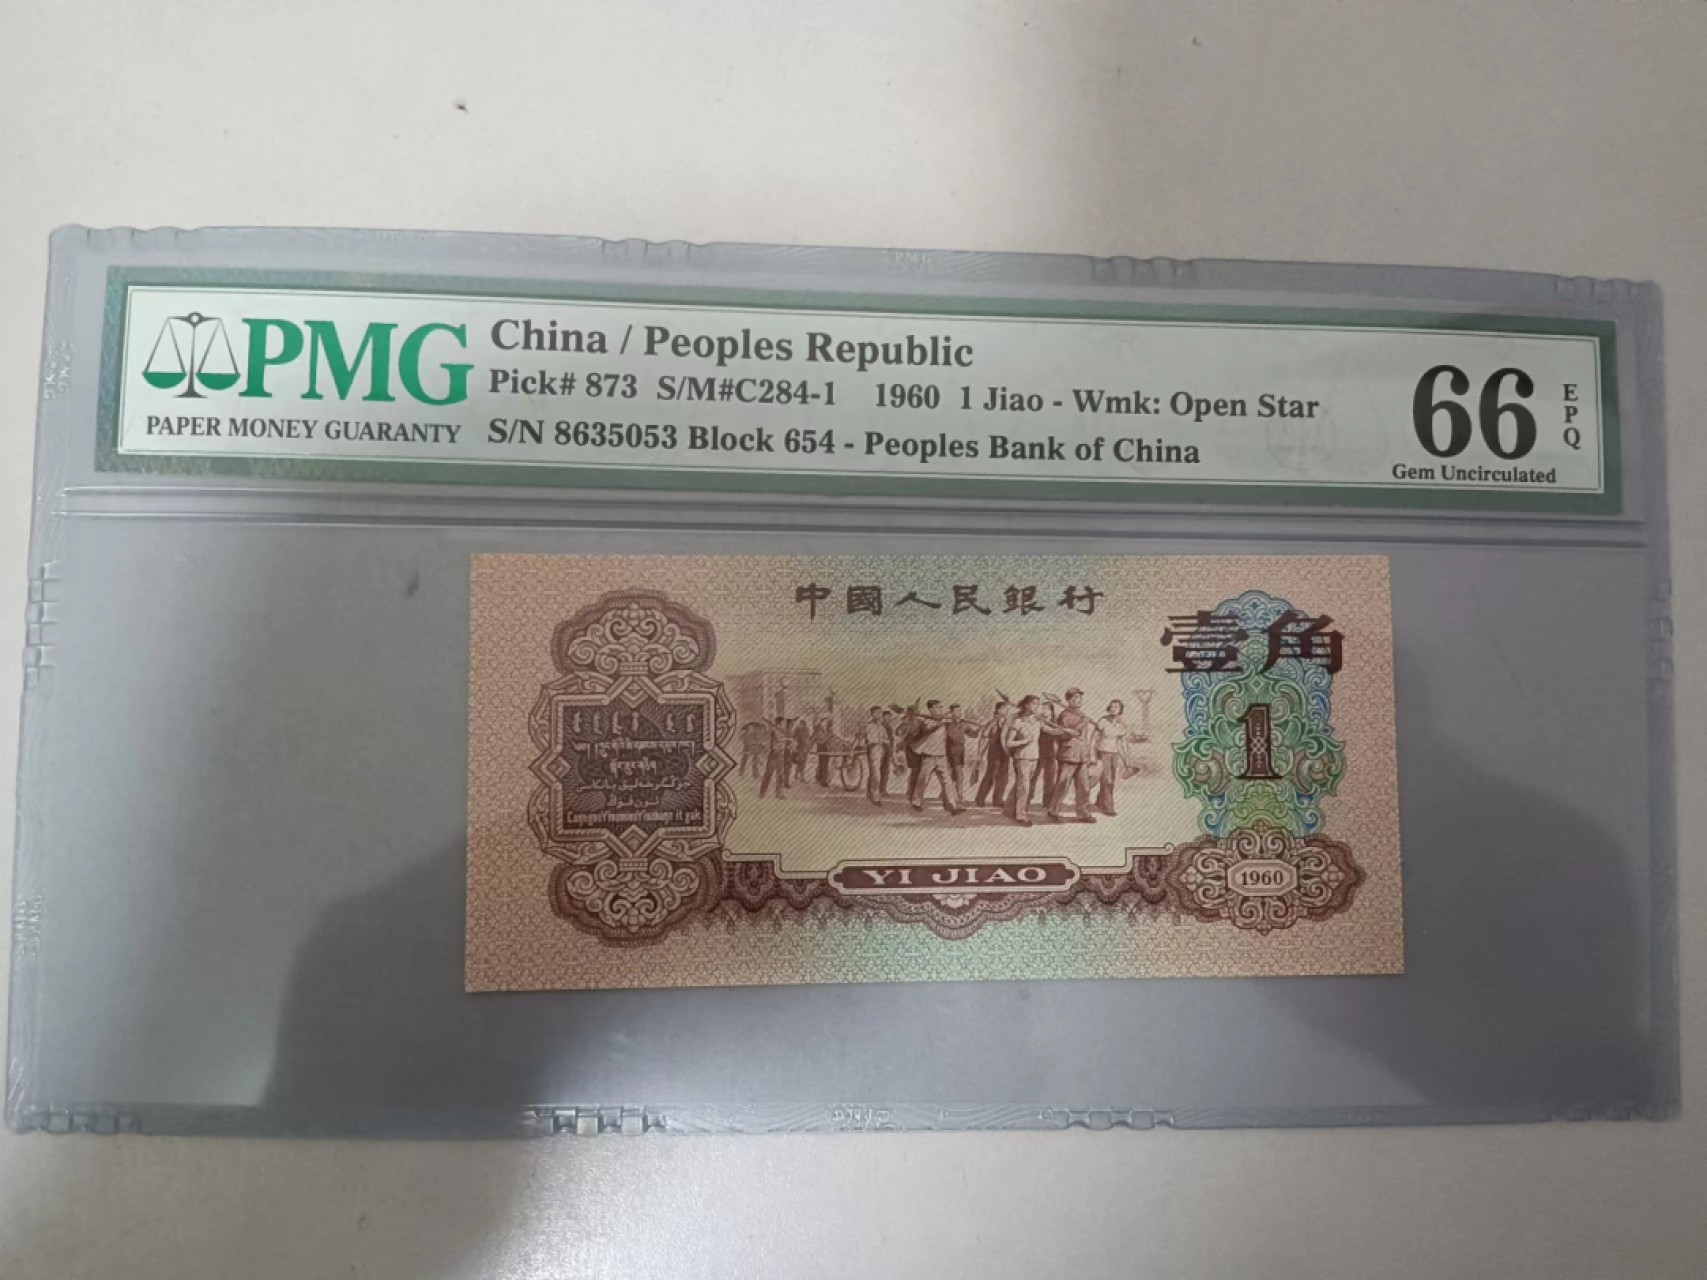 PMG
PAPER MONEY GUARANTY
China / Peoples Republic
Pick# 873 S/M#C284-1 1960 1 Jiao - Wmk: Open Star
S/N 8635053 Block 654 - Peoples Bank of China
66
EPQ
Gem Uncirculated
中國人民銀行
壹角
1
YI JIAO
1960